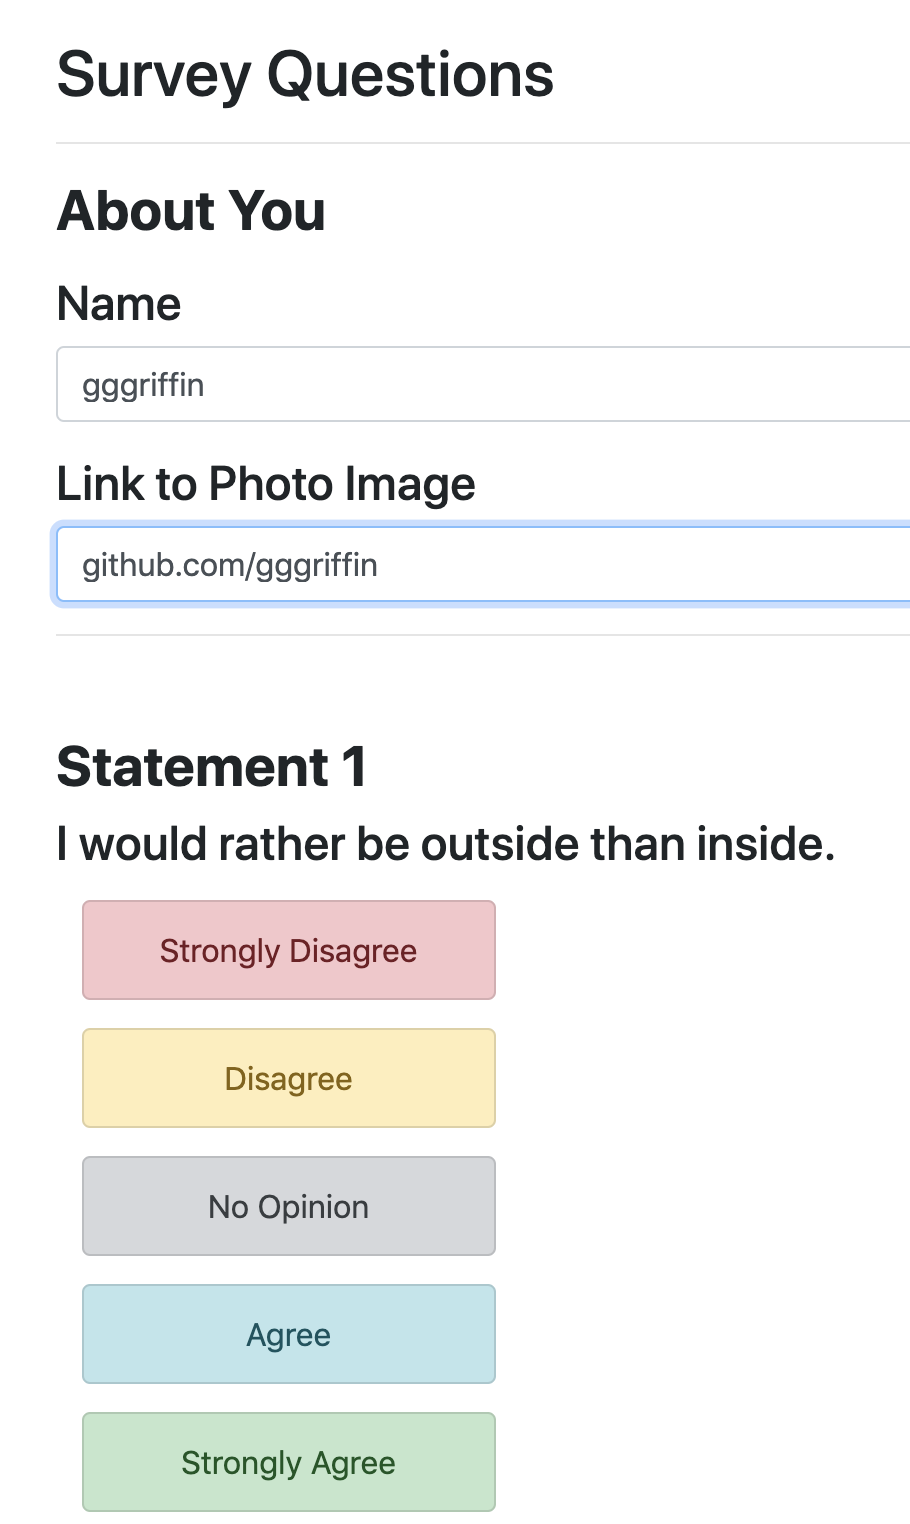 Survey Questions
About You
Name
gggriffin
Link to Photo Image
github.com/gggriffin
Statement 1
I would rather be outside than inside.
Strongly Disagree
Disagree
No Opinion
Agree
Strongly Agree